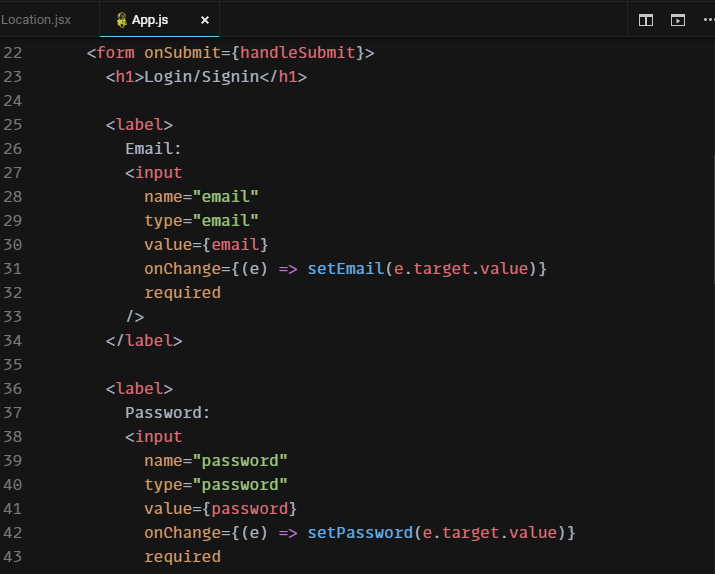 Location.jsx App.js ×
22 <form onSubmit={handleSubmit}>
23 <h1>Login/Signin</h1>
24
25 <label>
26 Email:
27 <input
28 name="email"
29 type="email"
30 value={email}
31 onChange={(e) => setEmail(e.target.value)}
32 required
33 />
34 </label>
35
36 <label>
37 Password:
38 <input
39 name="password"
40 type="password"
41 value={password}
42 onChange={(e) => setPassword(e.target.value)}
43 required